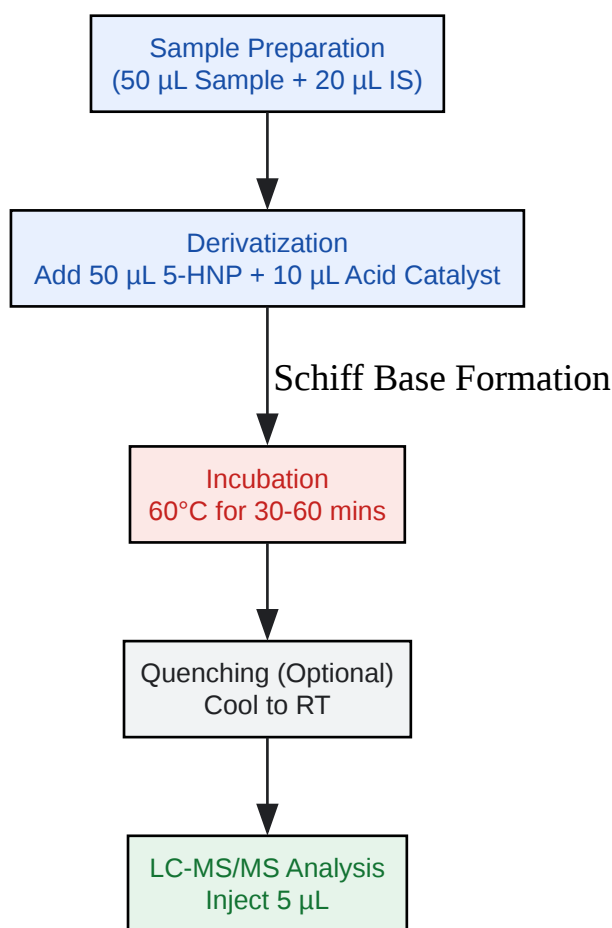 Sample Preparation
(50 µL Sample + 20 µL IS)
Derivatization
Add 50 µL 5-HNP + 10 µL Acid Catalyst
Schiff Base Formation
Incubation
60°C for 30-60 mins
Quenching (Optional)
Cool to RT
LC-MS/MS Analysis
Inject 5 µL